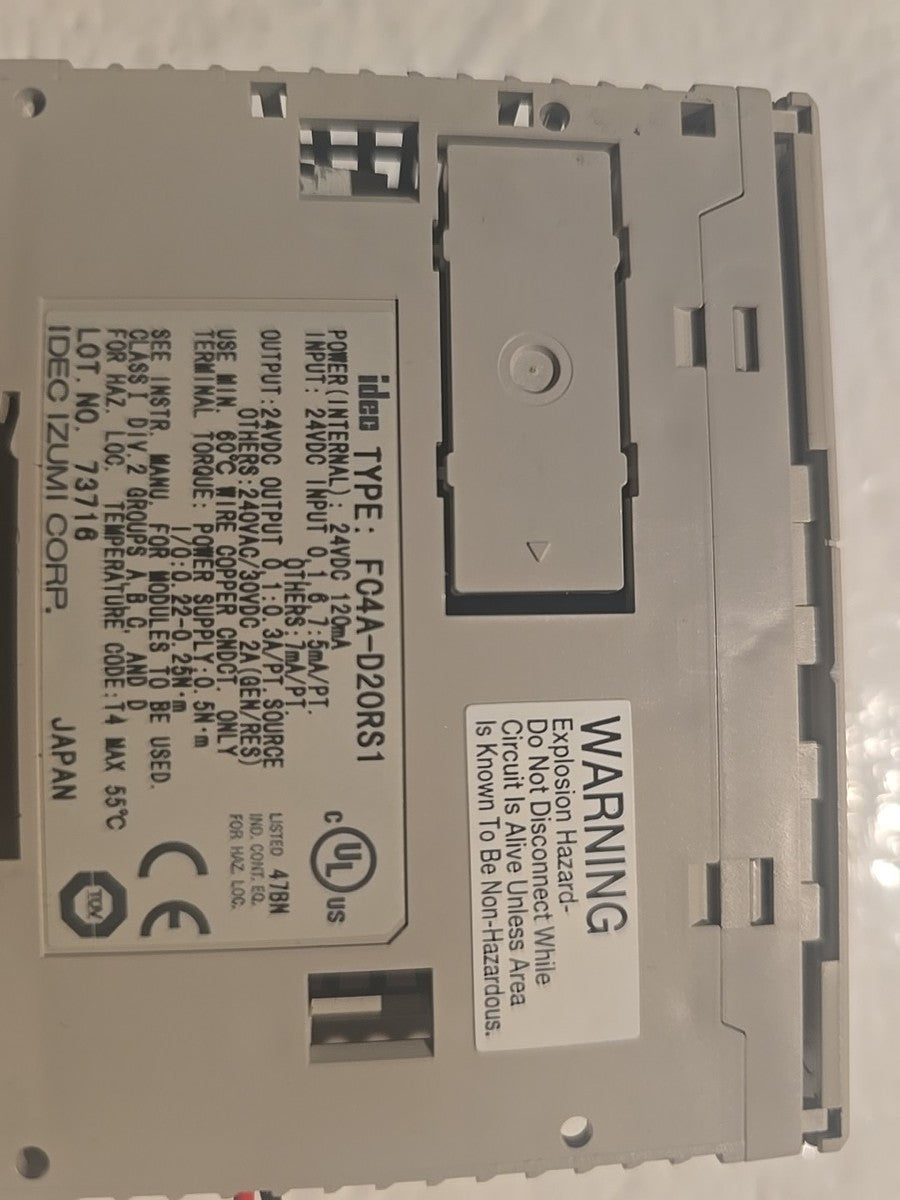 idec TYPE: FC4A-D20RS1
POWER(INTERNAL): 24VDC 120mA
INPUT: 24VDC INPUT 0,1,6,7:5mA/PT.
OTHERS:7mA/PT.
OUTPUT:24VDC OUTPUT 0,1:0.3A/PT.SOURCE
OTHERS:240VAC/30VDC 2A(GEN/RES)
USE MIN. 60℃ WIRE COPPER CNDCT. ONLY
TERMINAL TORQUE: POWER SUPPLY:0.5N·m
I/O:0.22-0.25N·m
SEE INSTR. MANU. FOR MODULES TO BE USED.
CLASS I DIV.2 GROUPS A,B,C, AND D
FOR HAZ. LOC. TEMPERATURE CODE:T4 MAX 55℃
LOT. NO. 73716
IDEC IZUMI CORP. JAPAN
C UL US
LISTED 47BN
IND. CONT. EQ.
FOR HAZ. LOC.
CE
TUV
WARNING
Explosion Hazard-
Do Not Disconnect While
Circuit Is Alive Unless Area
Is Known To Be Non-Hazardous.